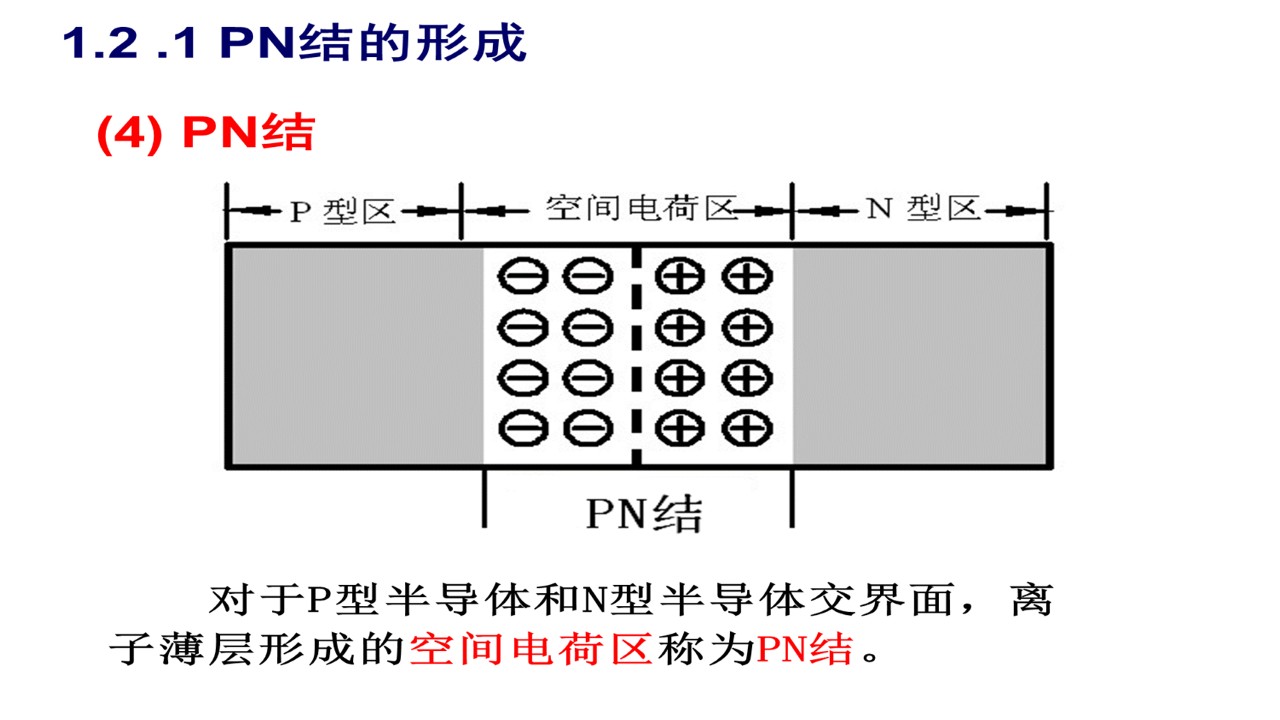 1.2 .1 PN结的形成
(4) PN结
P 型区 空间电荷区 N 型区
PN结
对于P型半导体和N型半导体交界面，离
子薄层形成的空间电荷区称为PN结。